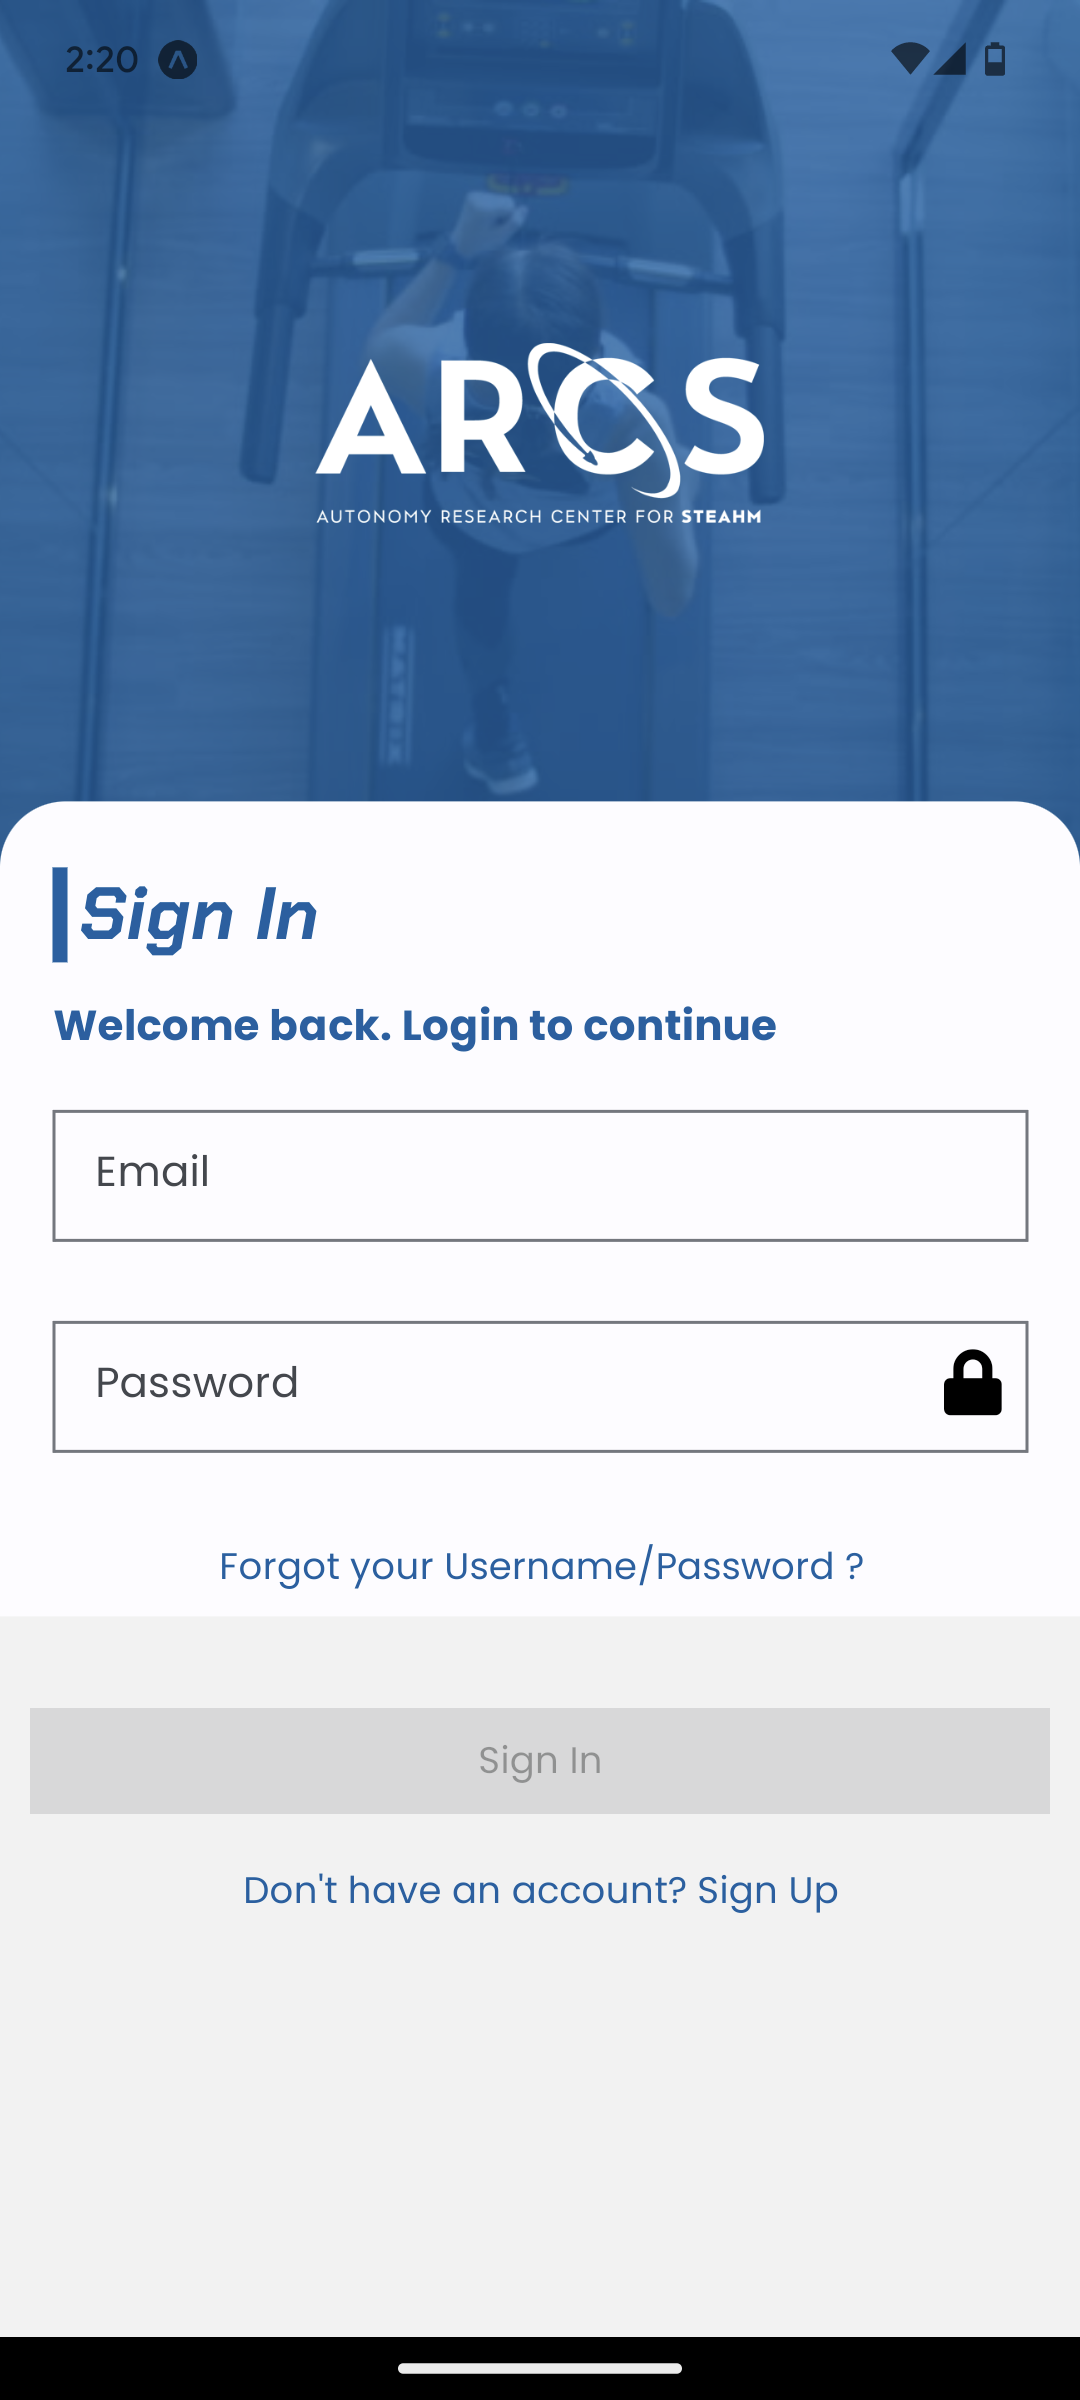 2:20
ARCS
AUTONOMY RESEARCH CENTER FOR STEAHM
MATRIX
Sign In
Welcome back. Login to continue
Email
Password
Forgot your Username/Password ?
Sign In
Don't have an account? Sign Up